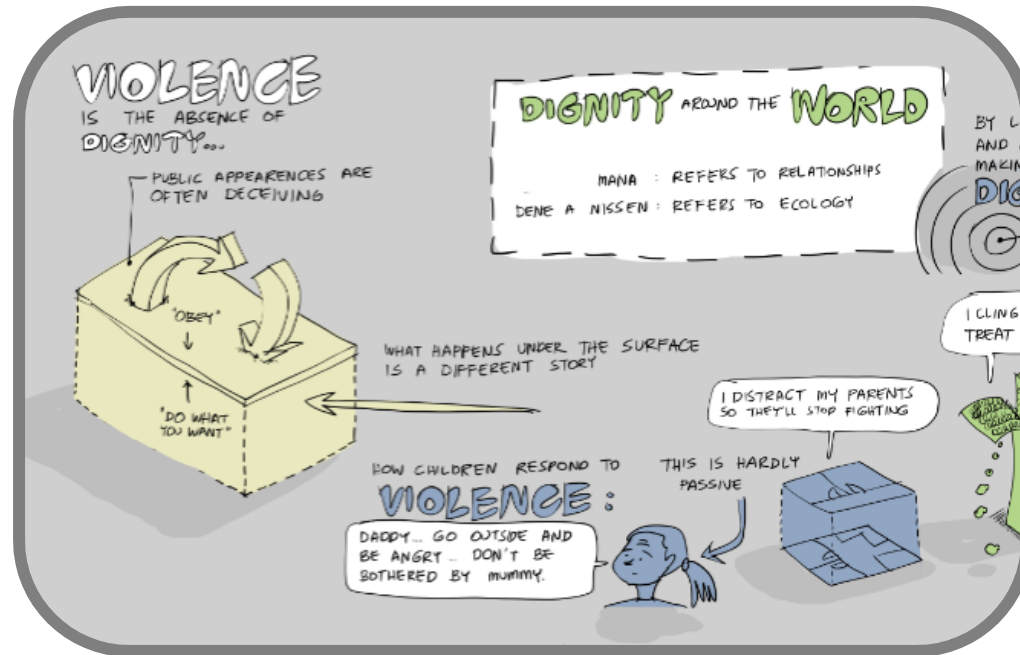 VIOLENCE
IS THE ABSENCE OF
DIGNITY...
PUBLIC APPEARENCES ARE
OFTEN DECEIVING
"OBEY"
"DO WHAT
YOU WANT"
WHAT HAPPENS UNDER THE SURFACE
IS A DIFFERENT STORY
DIGNITY AROUND THE WORLD
MANA : REFERS TO RELATIONSHIPS
DENE A NISSEN : REFERS TO ECOLOGY
BY L
AND
MAKIN
DIG
I CLING
TREAT
I DISTRACT MY PARENTS
SO THEY'LL STOP FIGHTING
HOW CHILDREN RESPOND TO
VIOLENCE :
THIS IS HARDLY
PASSIVE
DADDY... GO OUTSIDE AND
BE ANGRY... DON'T BE
BOTHERED BY MUMMY.